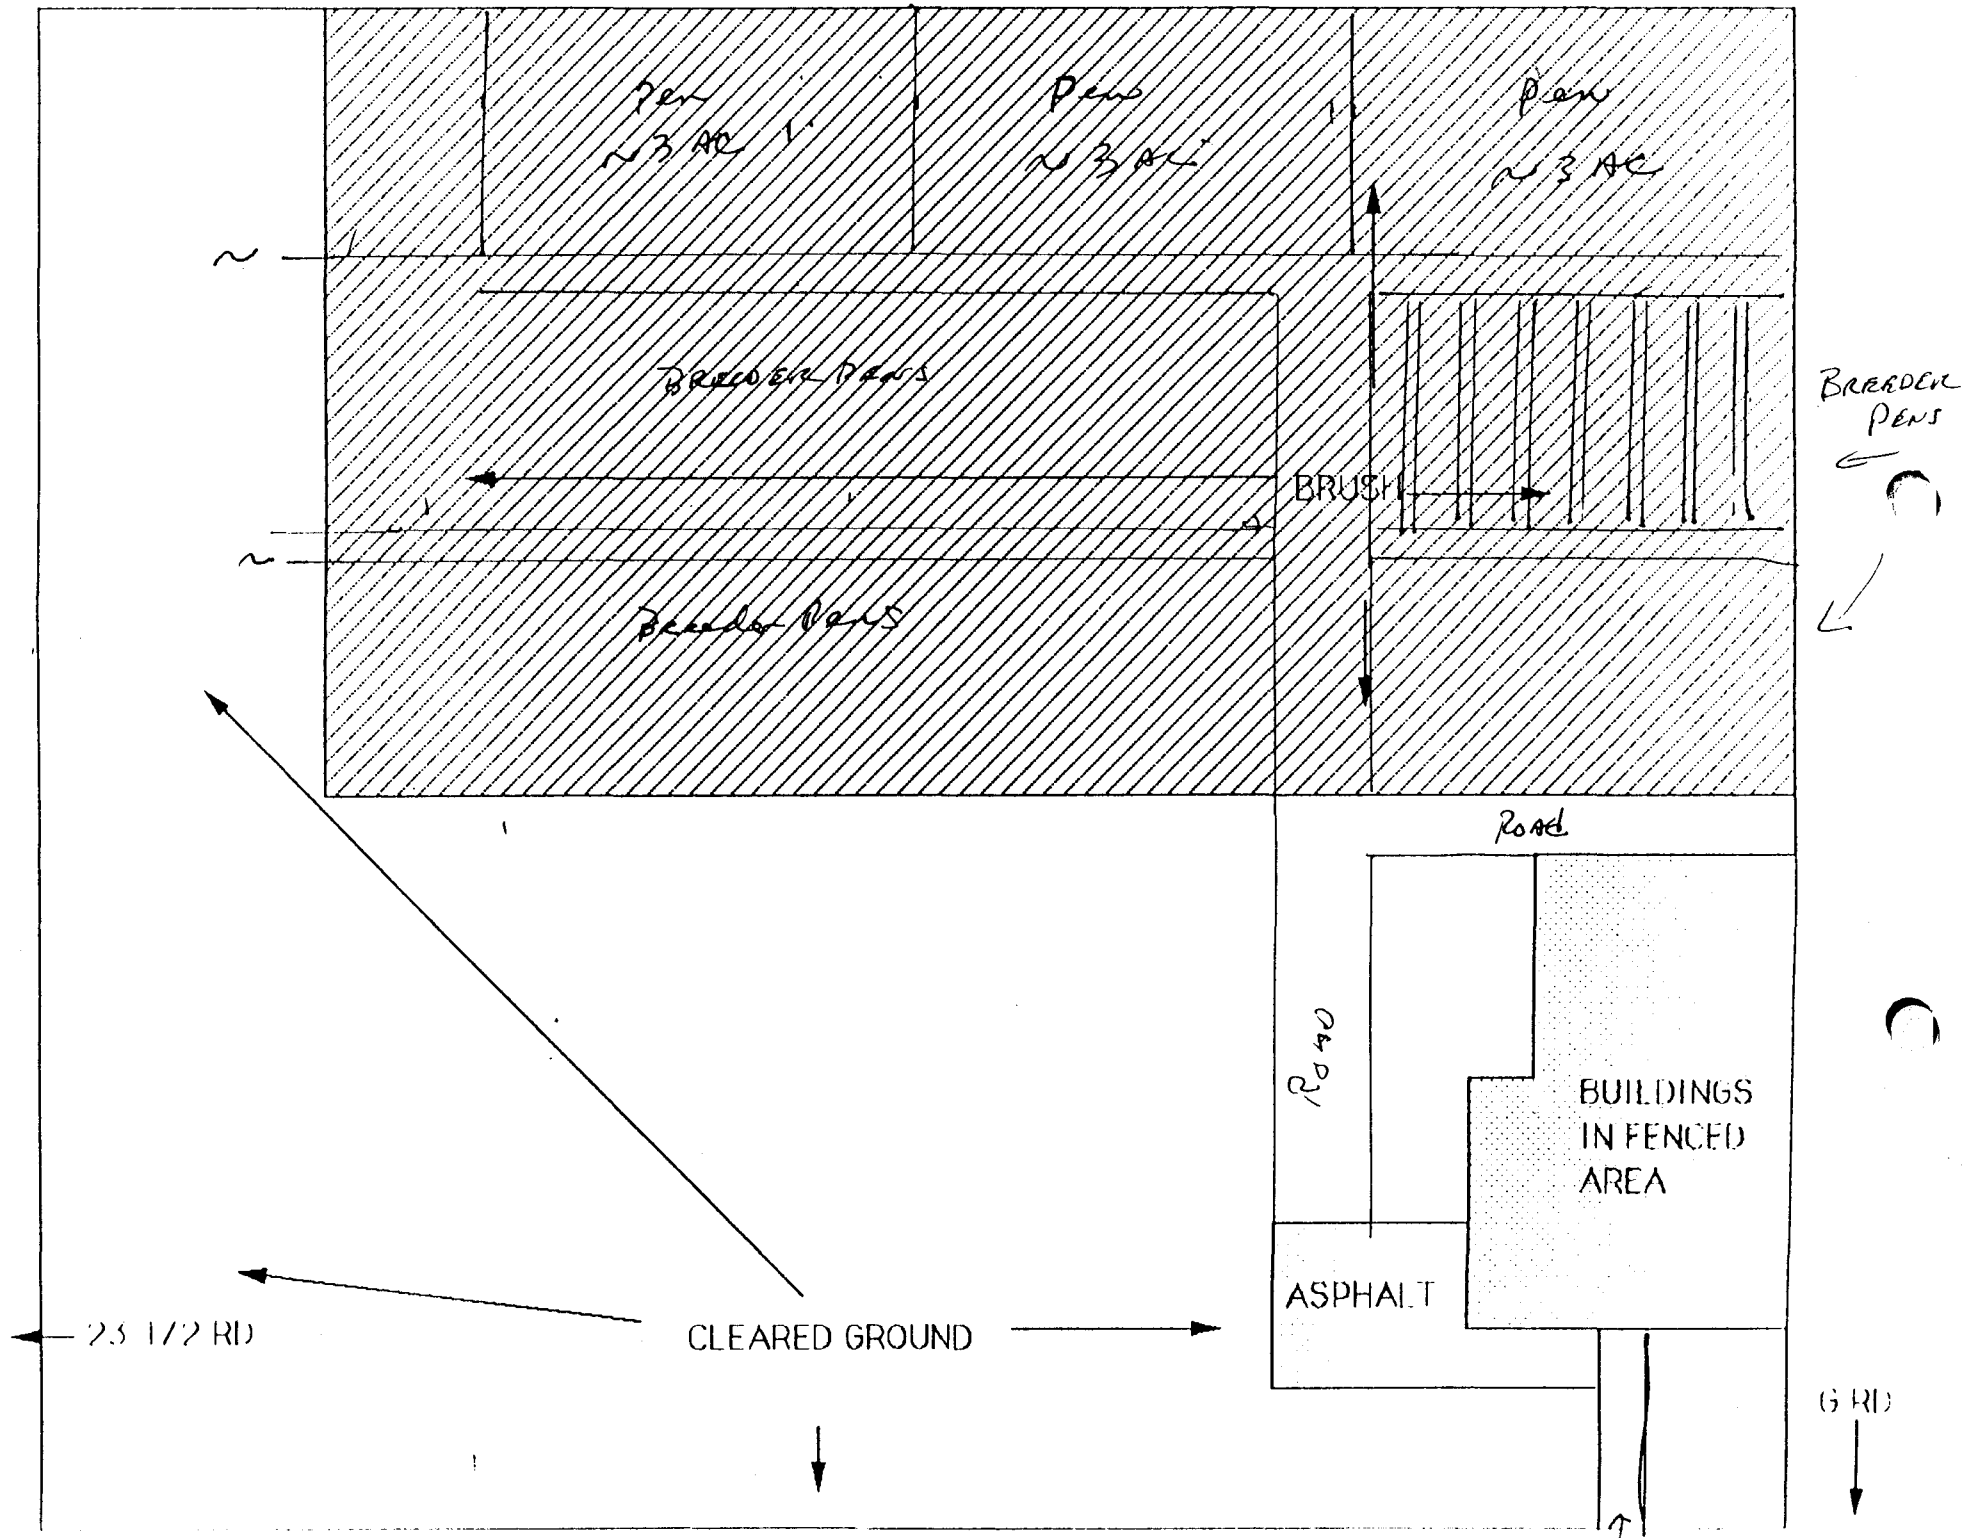 Pen
~ 3 AC
Pen
~ 3 AC
Pen
~ 3 AC
~
BREEDER PENS
BREEDER
PENS
BRUSH
~
Breeder Pens
ROAD
ROAD
BUILDINGS
IN FENCED
AREA
ASPHALT
23 1/2 RD
CLEARED GROUND
G RD